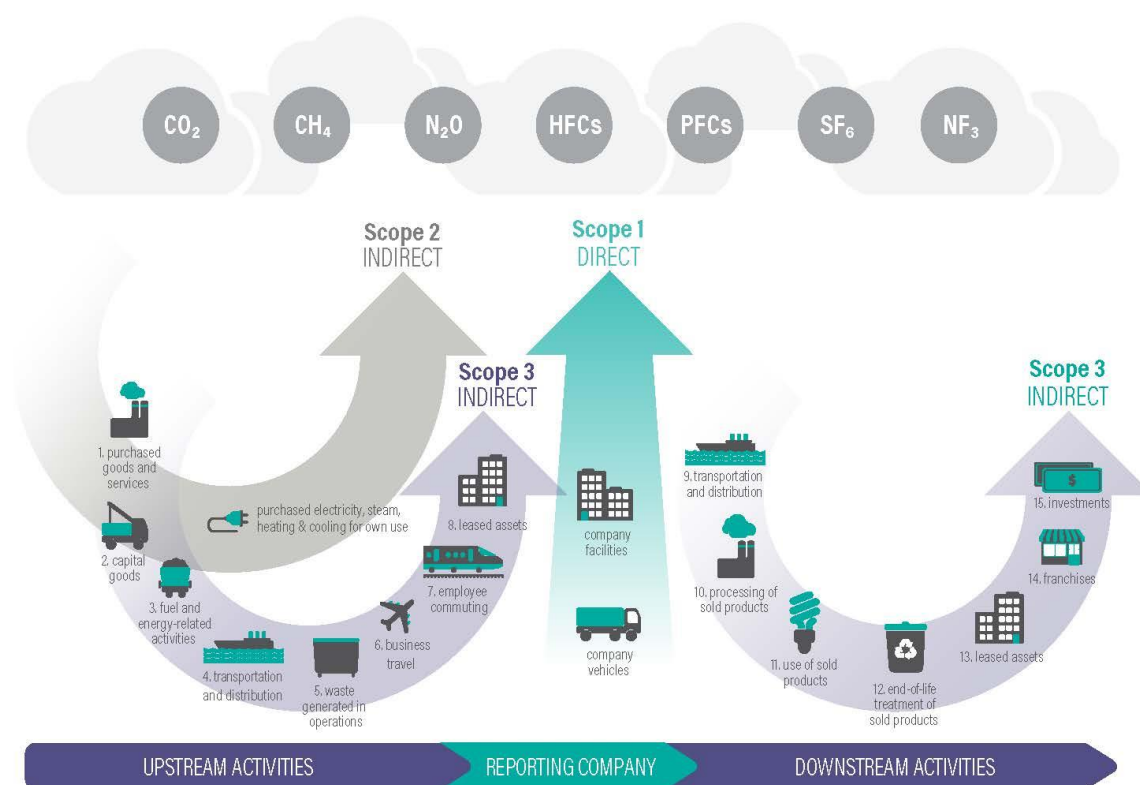 CO₂
CH₄
N₂O
HFCs
PFCs
SF₆
NF₃
Scope 2
INDIRECT
Scope 1
DIRECT
Scope 3
INDIRECT
Scope 3
INDIRECT
1. purchased
goods and
services
2. capital
goods
3. fuel and
energy-related
activities
purchased electricity, steam,
heating & cooling for own use
4. transportation
and distribution
5. waste
generated in
operations
6. business
travel
7. employee
commuting
8. leased assets
company
facilities
company
vehicles
9. transportation
and distribution
10. processing of
sold products
11. use of sold
products
12. end-of-life
treatment of
sold products
13. leased assets
14. franchises
$
15. investments
UPSTREAM ACTIVITIES
REPORTING COMPANY
DOWNSTREAM ACTIVITIES